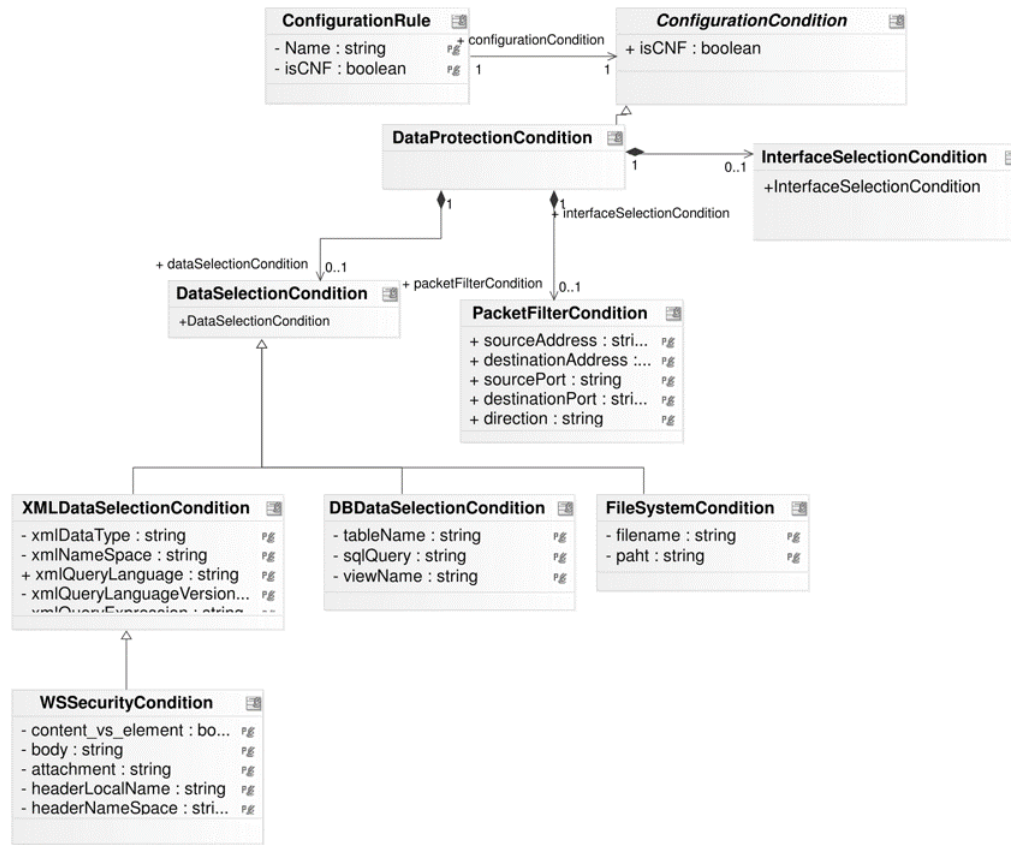 ConfigurationRule
- Name : string
- isCNF : boolean
+ configurationCondition
1
1
ConfigurationCondition
+ isCNF : boolean
DataProtectionCondition
1
0..1
InterfaceSelectionCondition
+InterfaceSelectionCondition
1
1
+ interfaceSelectionCondition
+ dataSelectionCondition
0..1
+ packetFilterCondition
0..1
DataSelectionCondition
+DataSelectionCondition
PacketFilterCondition
+ sourceAddress : stri...
+ destinationAddress :...
+ sourcePort : string
+ destinationPort : stri...
+ direction : string
XMLDataSelectionCondition
- xmlDataType : string
- xmlNameSpace : string
+ xmlQueryLanguage : string
- xmlQueryLanguageVersion...
- xmlQueryExpression : string
DBDataSelectionCondition
- tableName : string
- sqlQuery : string
- viewName : string
FileSystemCondition
- filename : string
- paht : string
WSSecurityCondition
- content_vs_element : bo...
- body : string
- attachment : string
- headerLocalName : string
- headerNameSpace : stri...